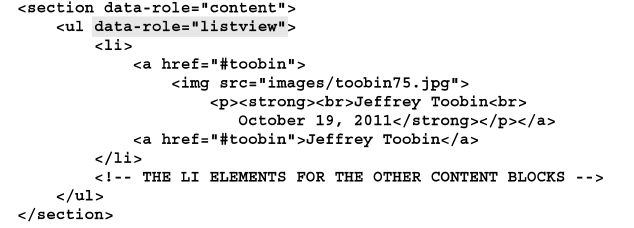 <section data-role="content">
<ul data-role="listview">
<li>
<a href="#toobin">
<img src="images/toobin75.jpg">
<p><strong><br>Jeffrey Toobin<br>
October 19, 2011</strong></p></a>
<a href="#toobin">Jeffrey Toobin</a>
</li>
<!-- THE LI ELEMENTS FOR THE OTHER CONTENT BLOCKS -->
</ul>
</section>